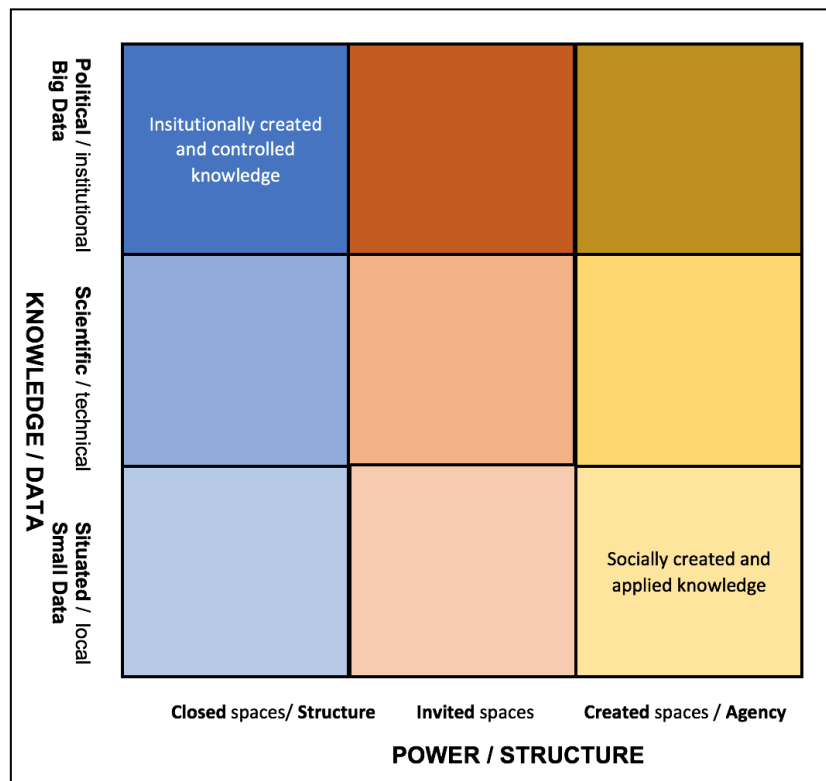 Political / institutional
Big Data
Insitutionally created
and controlled
knowledge
KNOWLEDGE / DATA
Scientific / technical
Situated / local
Small Data
Socially created and
applied knowledge
Closed spaces/ Structure
Invited spaces
Created spaces / Agency
POWER / STRUCTURE